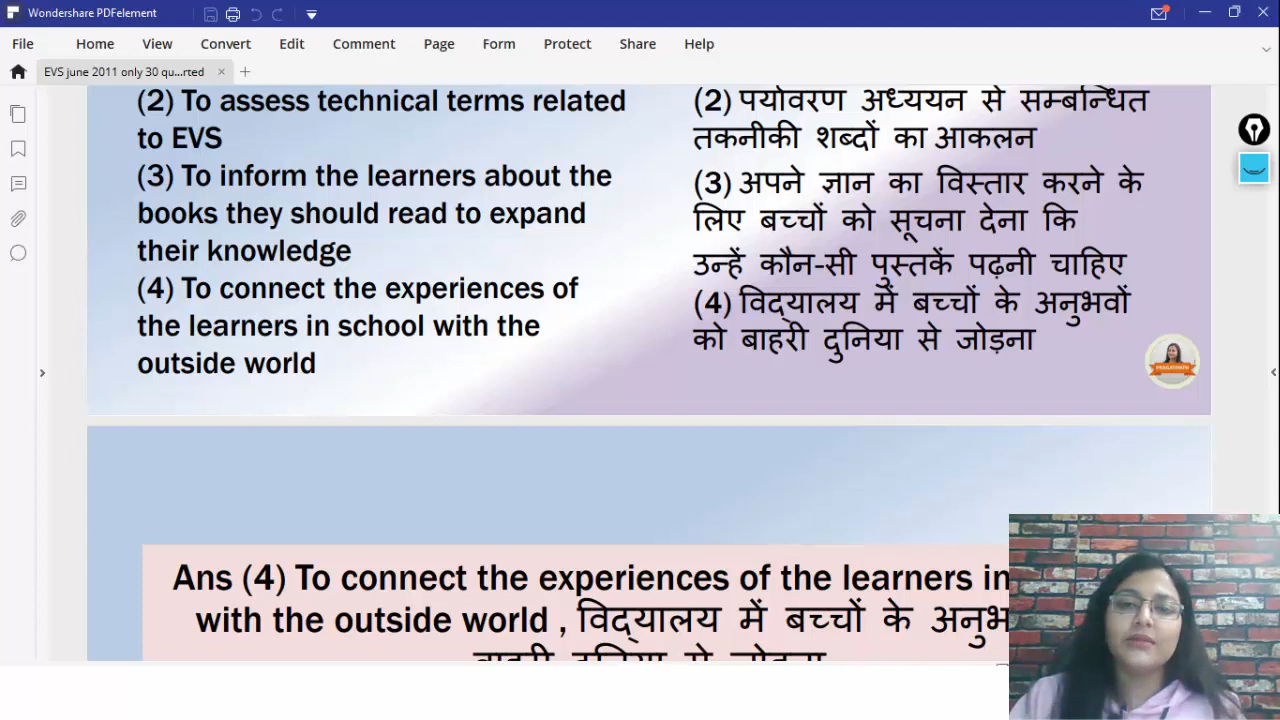 Wondershare PDFelement
File Home View Convert Edit Comment Page Form Protect Share Help
EVS june 2011 only 30 qu...rted
(2) To assess technical terms related
to EVS
(3) To inform the learners about the
books they should read to expand
their knowledge
(4) To connect the experiences of
the learners in school with the
outside world
(2) पर्यावरण अध्ययन से सम्बन्धित
तकनीकी शब्दों का आकलन
(3) अपने ज्ञान का विस्तार करने के
लिए बच्चों को सूचना देना कि
उन्हें कौन-सी पुस्तकें पढ़नी चाहिए
(4) विद्यालय में बच्चों के अनुभवों
को बाहरी दुनिया से जोड़ना
PRAGASHATU
Ans (4) To connect the experiences of the learners in
with the outside world , विद्यालय में बच्चों के
बाहरी दुनिया से जोड़ना